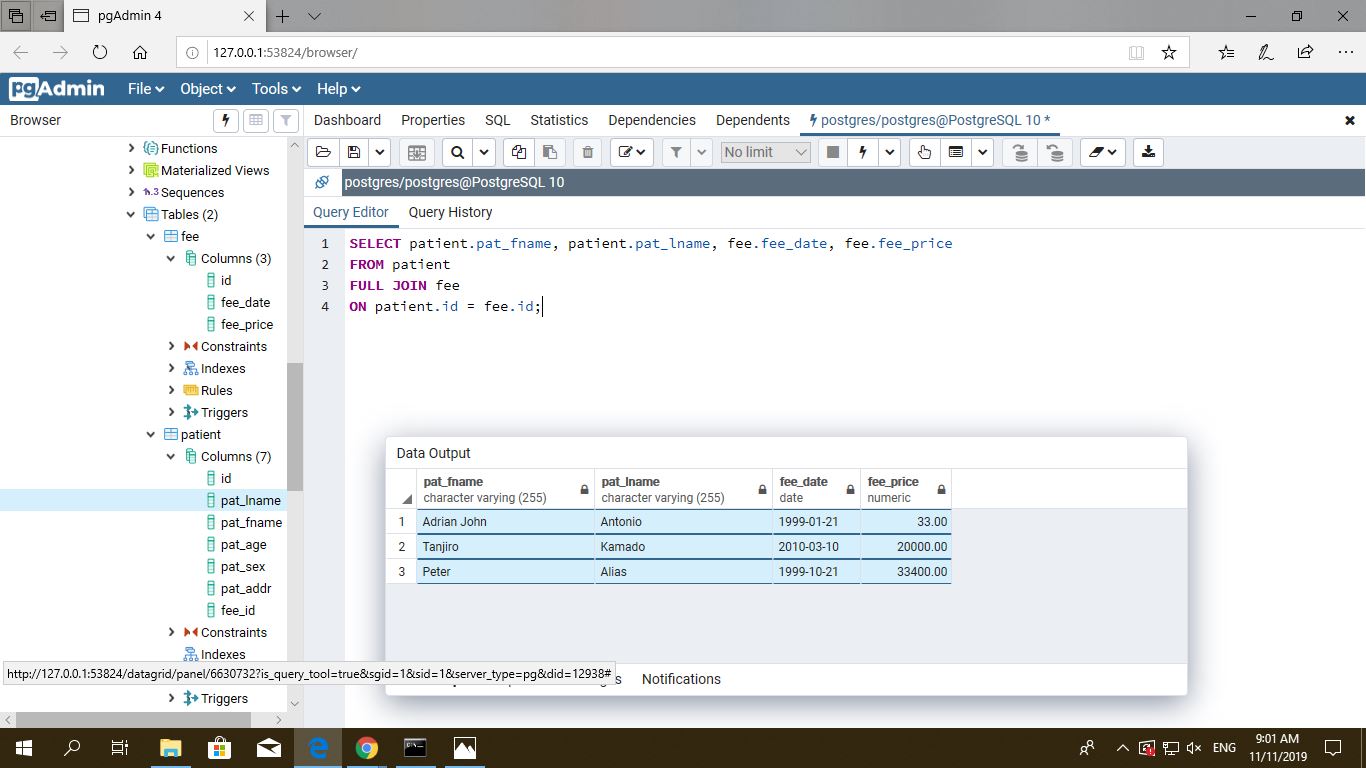 pgAdmin 4
127.0.0.1:53824/browser/
pgAdmin File Object Tools Help
Browser
Dashboard Properties SQL Statistics Dependencies Dependents postgres/postgres@PostgreSQL 10 *
Functions
Materialized Views
1..3 Sequences
Tables (2)
fee
Columns (3)
id
fee_date
fee_price
Constraints
Indexes
Rules
Triggers
patient
Columns (7)
id
pat_lname
pat_fname
pat_age
pat_sex
pat_addr
fee_id
Constraints
Indexes
Triggers
No limit
postgres/postgres@PostgreSQL 10
Query Editor Query History
1 SELECT patient.pat_fname, patient.pat_lname, fee.fee_date, fee.fee_price
2 FROM patient
3 FULL JOIN fee
4 ON patient.id = fee.id;
Data Output
pat_fname pat_lname fee_date fee_price
character varying (255) character varying (255) date numeric
1 Adrian John Antonio 1999-01-21 33.00
2 Tanjiro Kamado 2010-03-10 20000.00
3 Peter Alias 1999-10-21 33400.00
http://127.0.0.1:53824/datagrid/panel/6630732?is_query_tool=true&sgid=1&sid=1&server_type=pg&did=12938#
Notifications
ENG
9:01 AM
11/11/2019